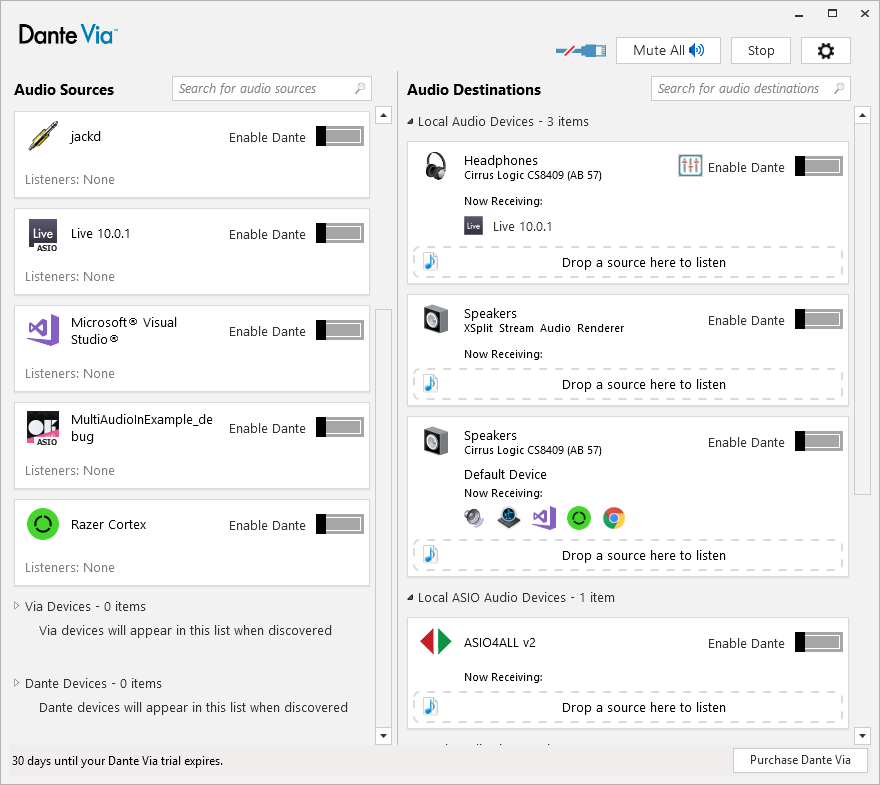 Dante Via™
Mute All
Stop
Audio Sources
Search for audio sources
jackd
Enable Dante
Listeners: None
Live
ASIO
Live 10.0.1
Enable Dante
Listeners: None
Microsoft® Visual
Studio®
Enable Dante
Listeners: None
ASIO
MultiAudioInExample_de
bug
Enable Dante
Listeners: None
Razer Cortex
Enable Dante
Listeners: None
Via Devices - 0 items
Via devices will appear in this list when discovered
Dante Devices - 0 items
Dante devices will appear in this list when discovered
Audio Destinations
Search for audio destinations
Local Audio Devices - 3 items
Headphones
Cirrus Logic CS8409 (AB 57)
Enable Dante
Now Receiving:
Live
Live 10.0.1
Drop a source here to listen
Speakers
XSplit Stream Audio Renderer
Enable Dante
Now Receiving:
Drop a source here to listen
Speakers
Cirrus Logic CS8409 (AB 57)
Enable Dante
Default Device
Now Receiving:
Drop a source here to listen
Local ASIO Audio Devices - 1 item
ASIO4ALL v2
Enable Dante
Now Receiving:
Drop a source here to listen
30 days until your Dante Via trial expires.
Purchase Dante Via